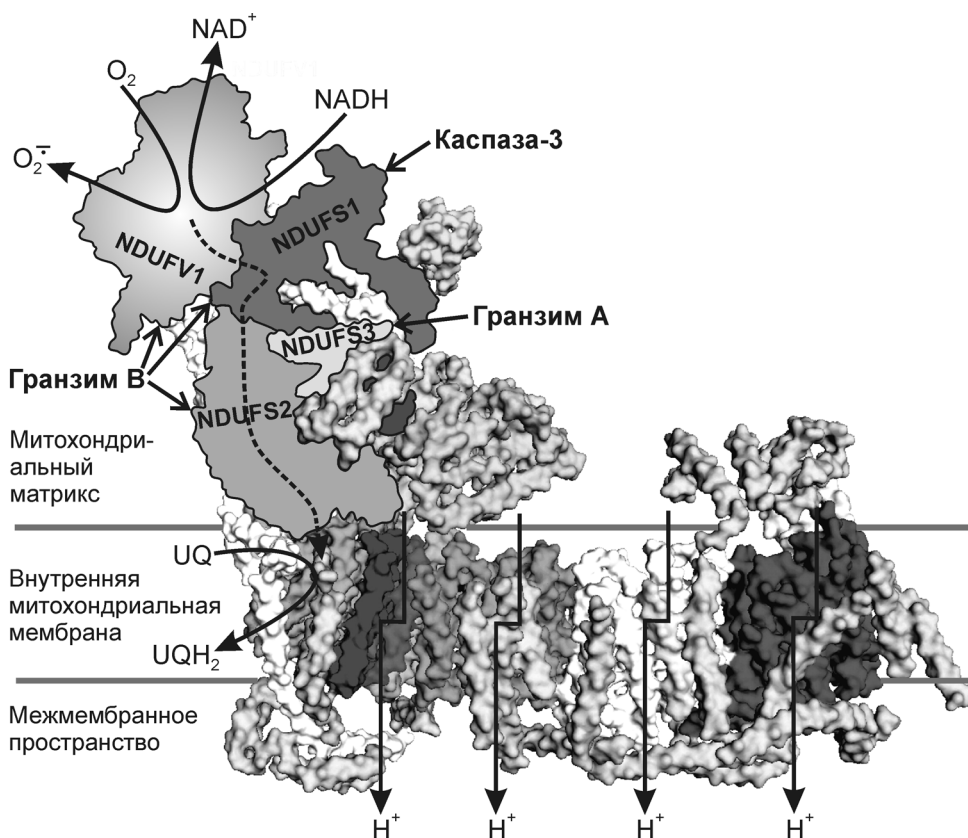 NAD⁺
O₂
NADH
Каспаза-3
O₂⨪
NDUFS1
NDUFV1
Гранзим А
NDUFS3
Гранзим В
NDUFS2
Митохондри-
альный
матрикс
UQ
Внутренняя
митохондриальная
мембрана
UQH₂
Межмембранное
пространство
H⁺ H⁺ H⁺ H⁺